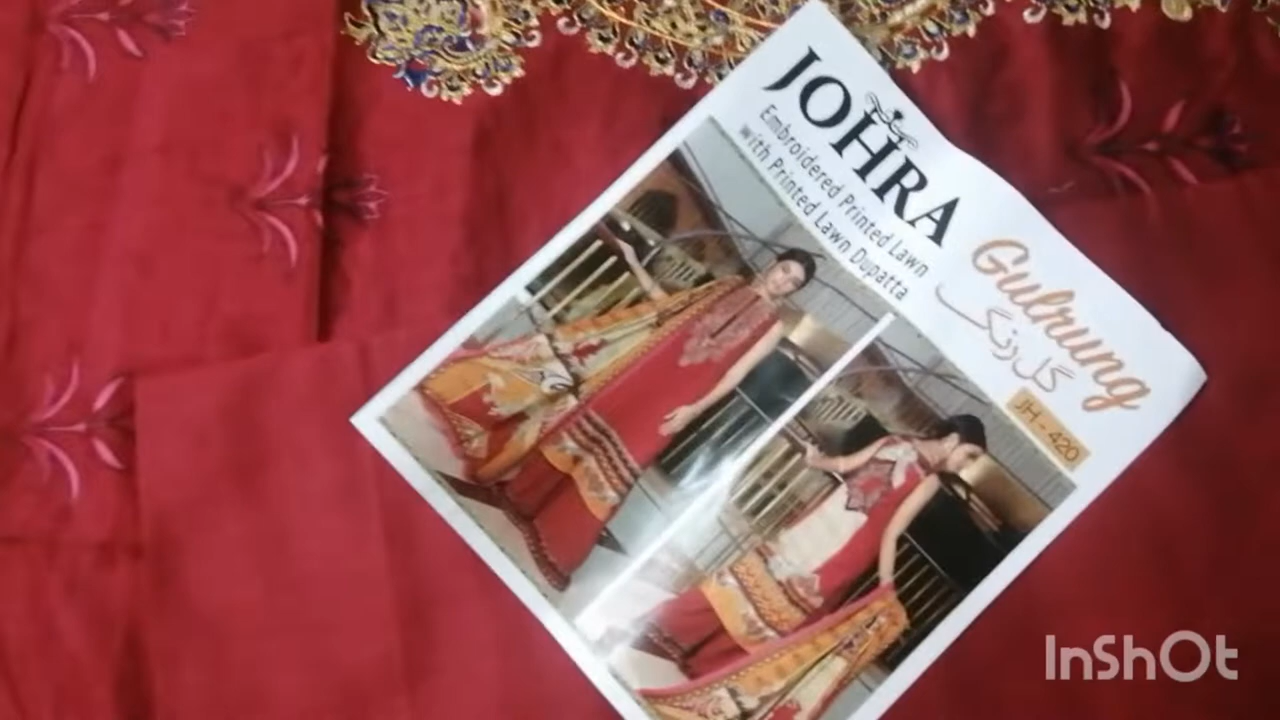 JOHRA
Embroidered Printed Lawn
with Printed Lawn Dupatta
Gulrung
گل رنگ
JH - 420
InShOt